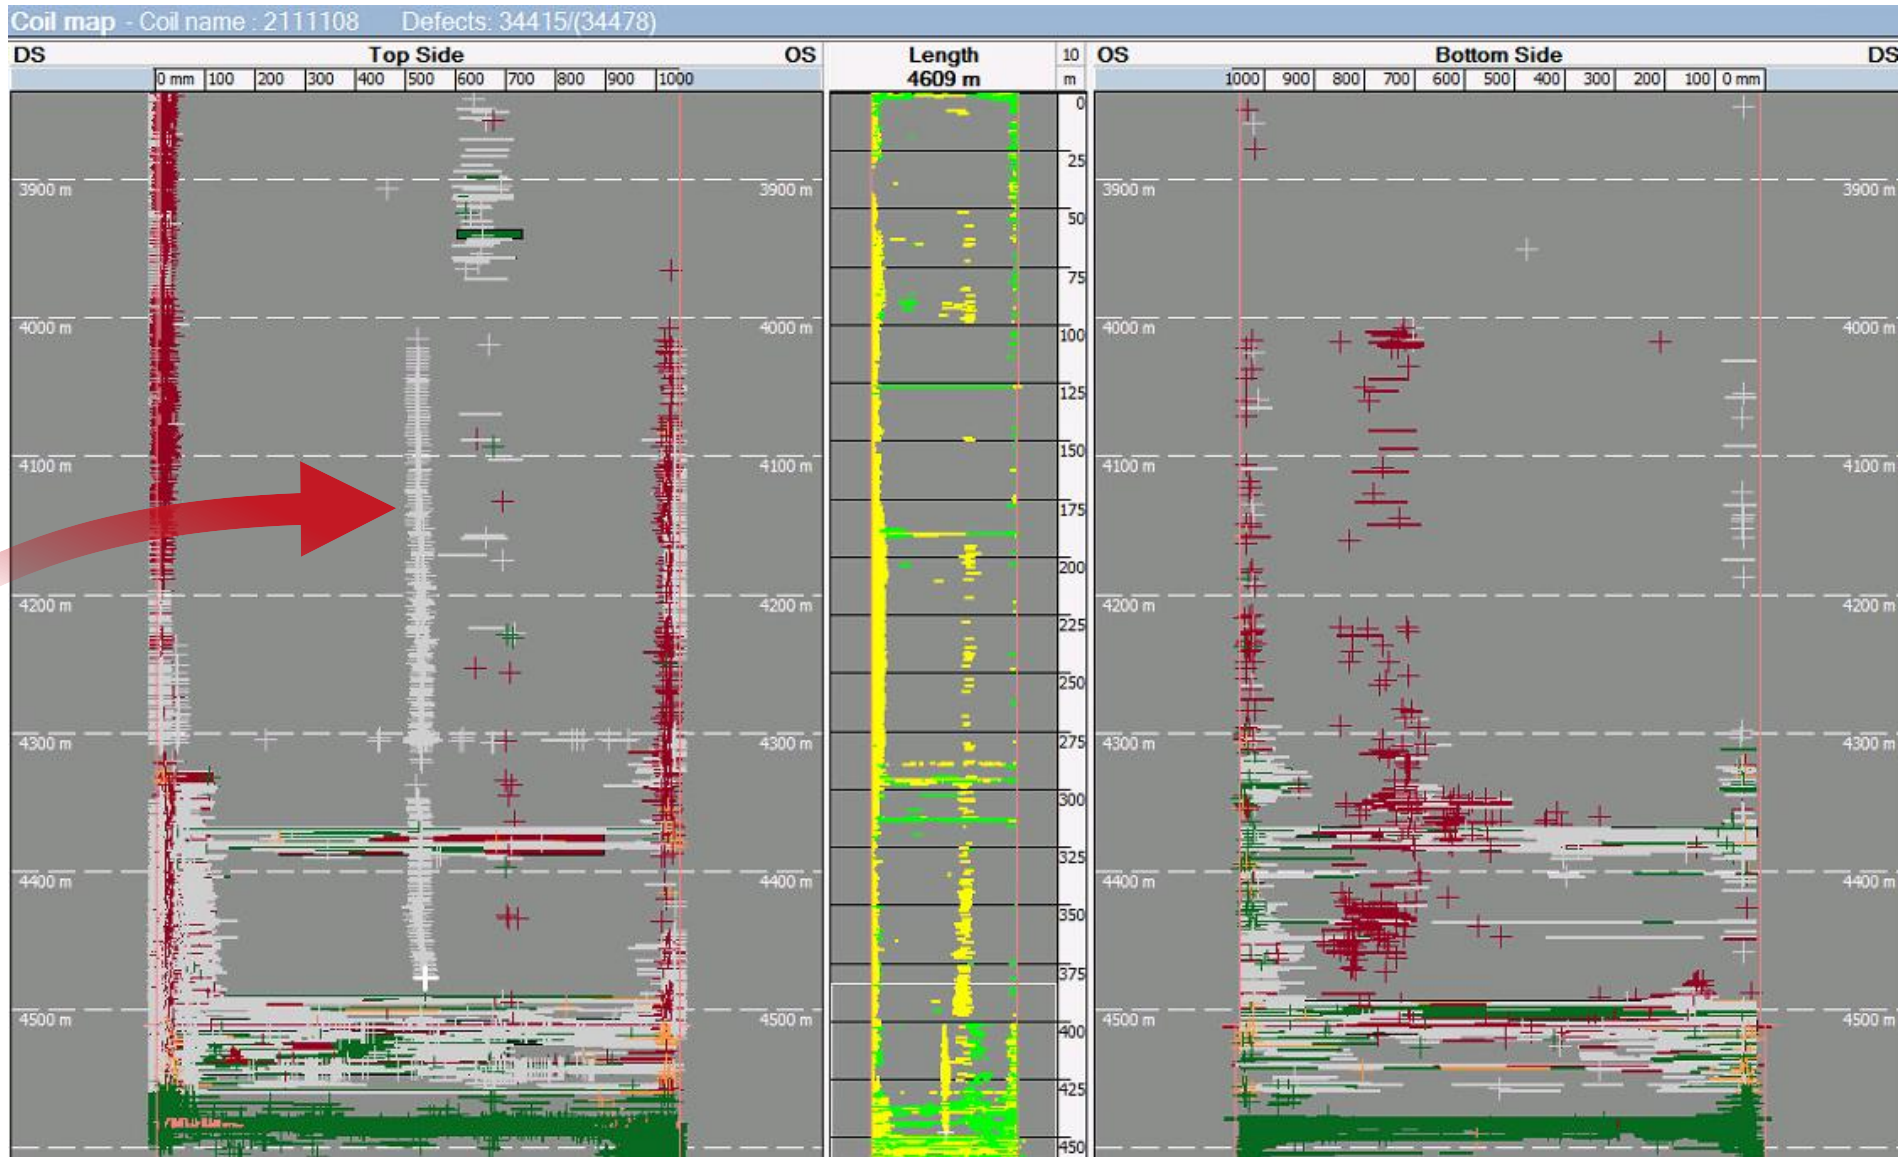 Coil map - Coil name : 2111108 Defects: 34415/(34478)
DS Top Side OS
0 mm 100 200 300 400 500 600 700 800 900 1000
3900 m 3900 m
4000 m 4000 m
4100 m 4100 m
4200 m 4200 m
4300 m 4300 m
4400 m 4400 m
4500 m 4500 m
Length 10
4609 m m
0
25
50
75
100
125
150
175
200
225
250
275
300
325
350
375
400
425
450
OS Bottom Side DS
1000 900 800 700 600 500 400 300 200 100 0 mm
3900 m 3900 m
4000 m 4000 m
4100 m 4100 m
4200 m 4200 m
4300 m 4300 m
4400 m 4400 m
4500 m 4500 m